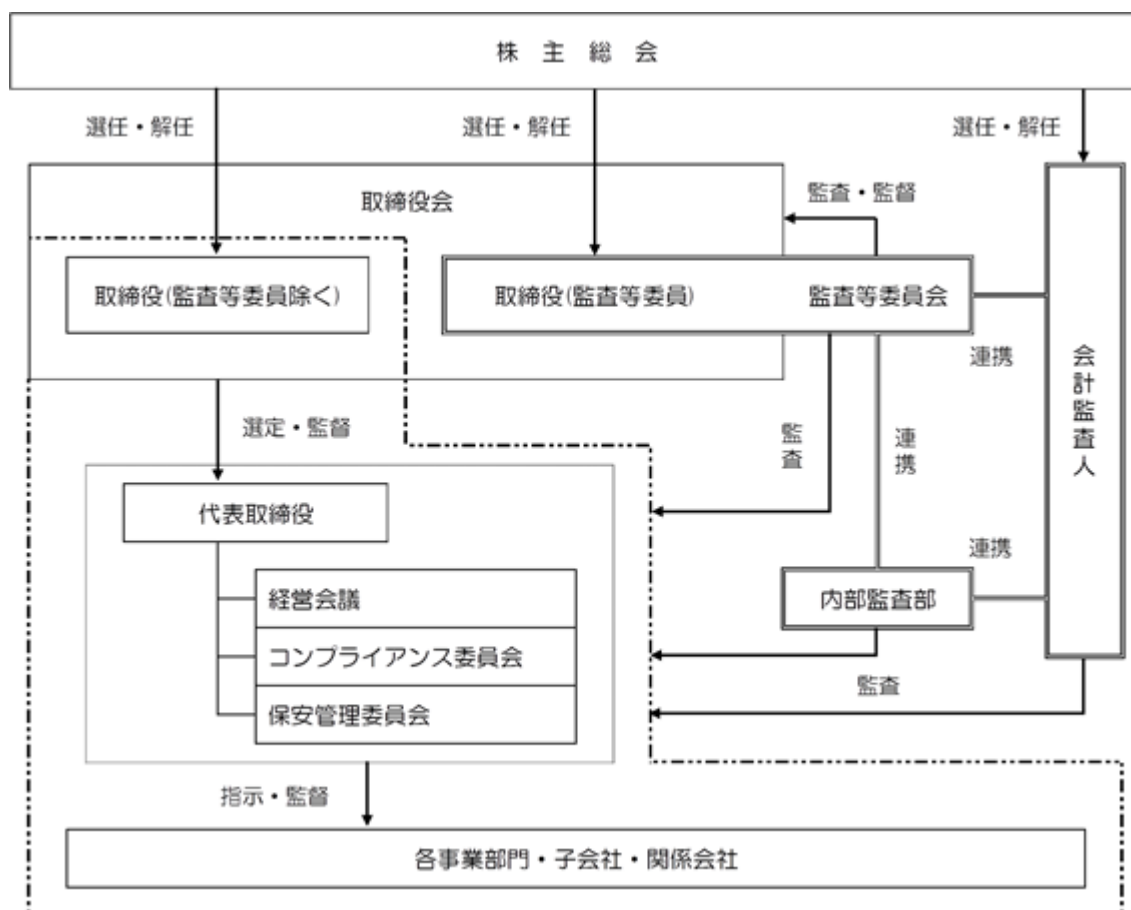 株主総会
選任・解任
選任・解任
選任・解任
取締役会
監査・監督
取締役(監査等委員除く)
取締役(監査等委員)
監査等委員会
連携
会計監査人
選定・監督
監査
連携
代表取締役
連携
経営会議
内部監査部
コンプライアンス委員会
監査
保安管理委員会
指示・監督
各事業部門・子会社・関係会社